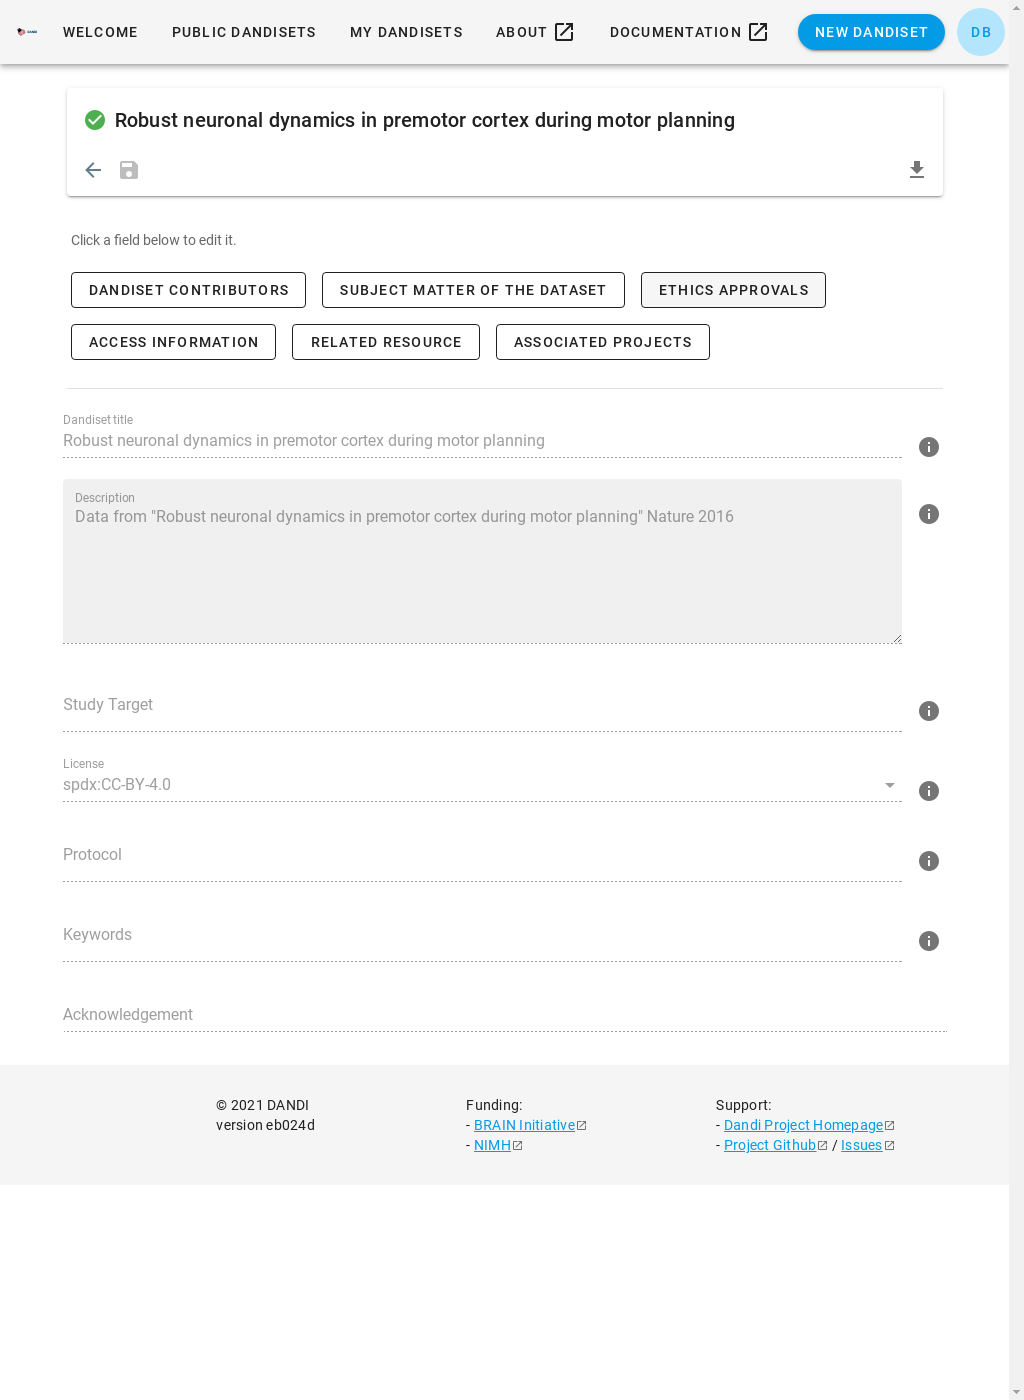 WELCOME PUBLIC DANDISETS MY DANDISETS ABOUT DOCUMENTATION NEW DANDISET DB
Robust neuronal dynamics in premotor cortex during motor planning
Click a field below to edit it.
DANDISET CONTRIBUTORS SUBJECT MATTER OF THE DATASET ETHICS APPROVALS
ACCESS INFORMATION RELATED RESOURCE ASSOCIATED PROJECTS
Dandiset title
Robust neuronal dynamics in premotor cortex during motor planning
Description
Data from "Robust neuronal dynamics in premotor cortex during motor planning" Nature 2016
Study Target
License
spdx:CC-BY-4.0
Protocol
Keywords
Acknowledgement
© 2021 DANDI
version eb024d
Funding:
- BRAIN Initiative
- NIMH
Support:
- Dandi Project Homepage
- Project Github / Issues